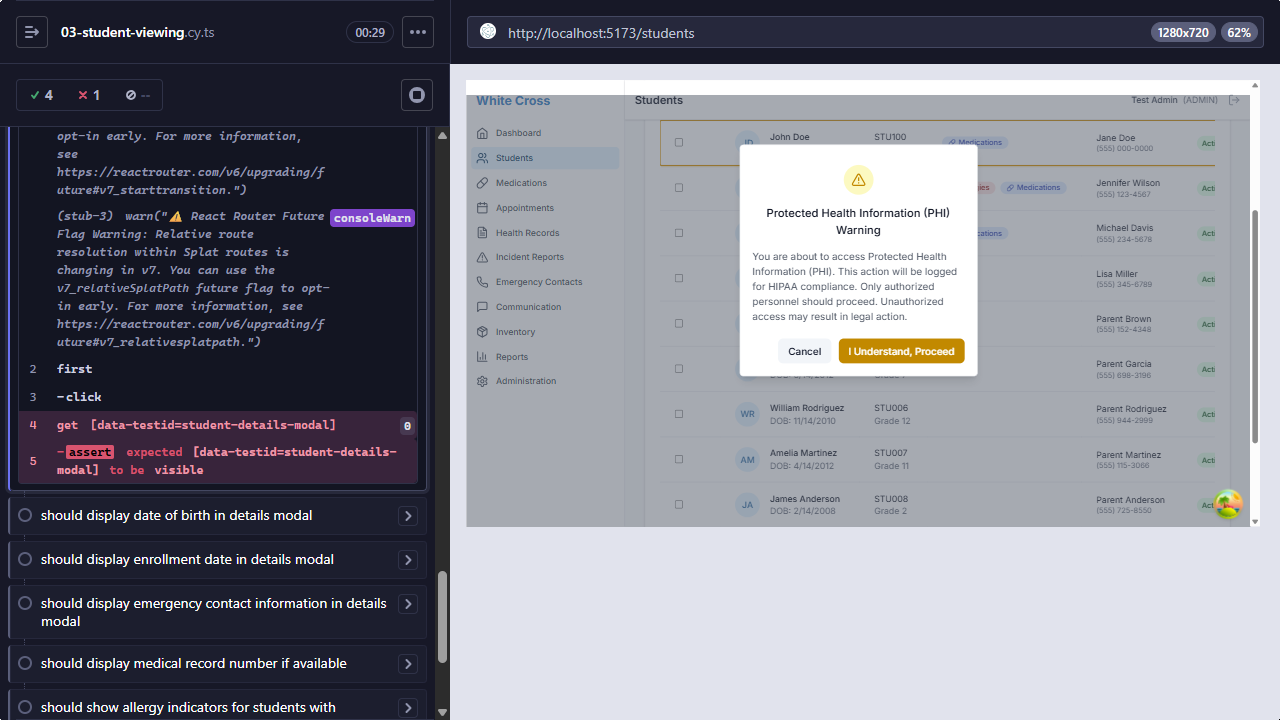 03-student-viewing.cy.ts
00:29
4
1
--
opt-in early. For more information,
see
https://reactrouter.com/v6/upgrading/f
uture#v7_starttransition.")
(stub-3) warn("⚠️ React Router Future
consoleWarn
Flag Warning: Relative route
resolution within Splat routes is
changing in v7. You can use the
v7_relativeSplatPath future flag to opt-
in early. For more information, see
https://reactrouter.com/v6/upgrading/f
uture#v7_relativesplatpath.")
2 first
3 -click
4 get [data-testid=student-details-modal] 0
5 -assert expected [data-testid=student-details-
modal] to be visible
should display date of birth in details modal
should display enrollment date in details modal
should display emergency contact information in details
modal
should display medical record number if available
should show allergy indicators for students with
http://localhost:5173/students
1280x720
62%
White Cross
Dashboard
Students
Medications
Appointments
Health Records
Incident Reports
Emergency Contacts
Communication
Inventory
Reports
Administration
Students
Test Admin (ADMIN)
John Doe
STU100
Medications
Jane Doe
(555) 000-0000
Acti
Medications
Jennifer Wilson
(555) 123-4567
Acti
Michael Davis
(555) 234-5678
Acti
Lisa Miller
(555) 345-6789
Acti
Parent Brown
(555) 152-4348
Acti
Parent Garcia
(555) 698-3196
Acti
William Rodriguez
WR
DOB: 11/14/2010
STU006
Grade 12
Parent Rodriguez
(555) 944-2999
Acti
Amelia Martinez
AM
DOB: 4/14/2012
STU007
Grade 11
Parent Martinez
(555) 115-3066
Acti
James Anderson
JA
DOB: 2/14/2008
STU008
Grade 2
Parent Anderson
(555) 725-8550
Acti
Protected Health Information (PHI)
Warning
You are about to access Protected Health
Information (PHI). This action will be logged
for HIPAA compliance. Only authorized
personnel should proceed. Unauthorized
access may result in legal action.
Cancel
I Understand, Proceed